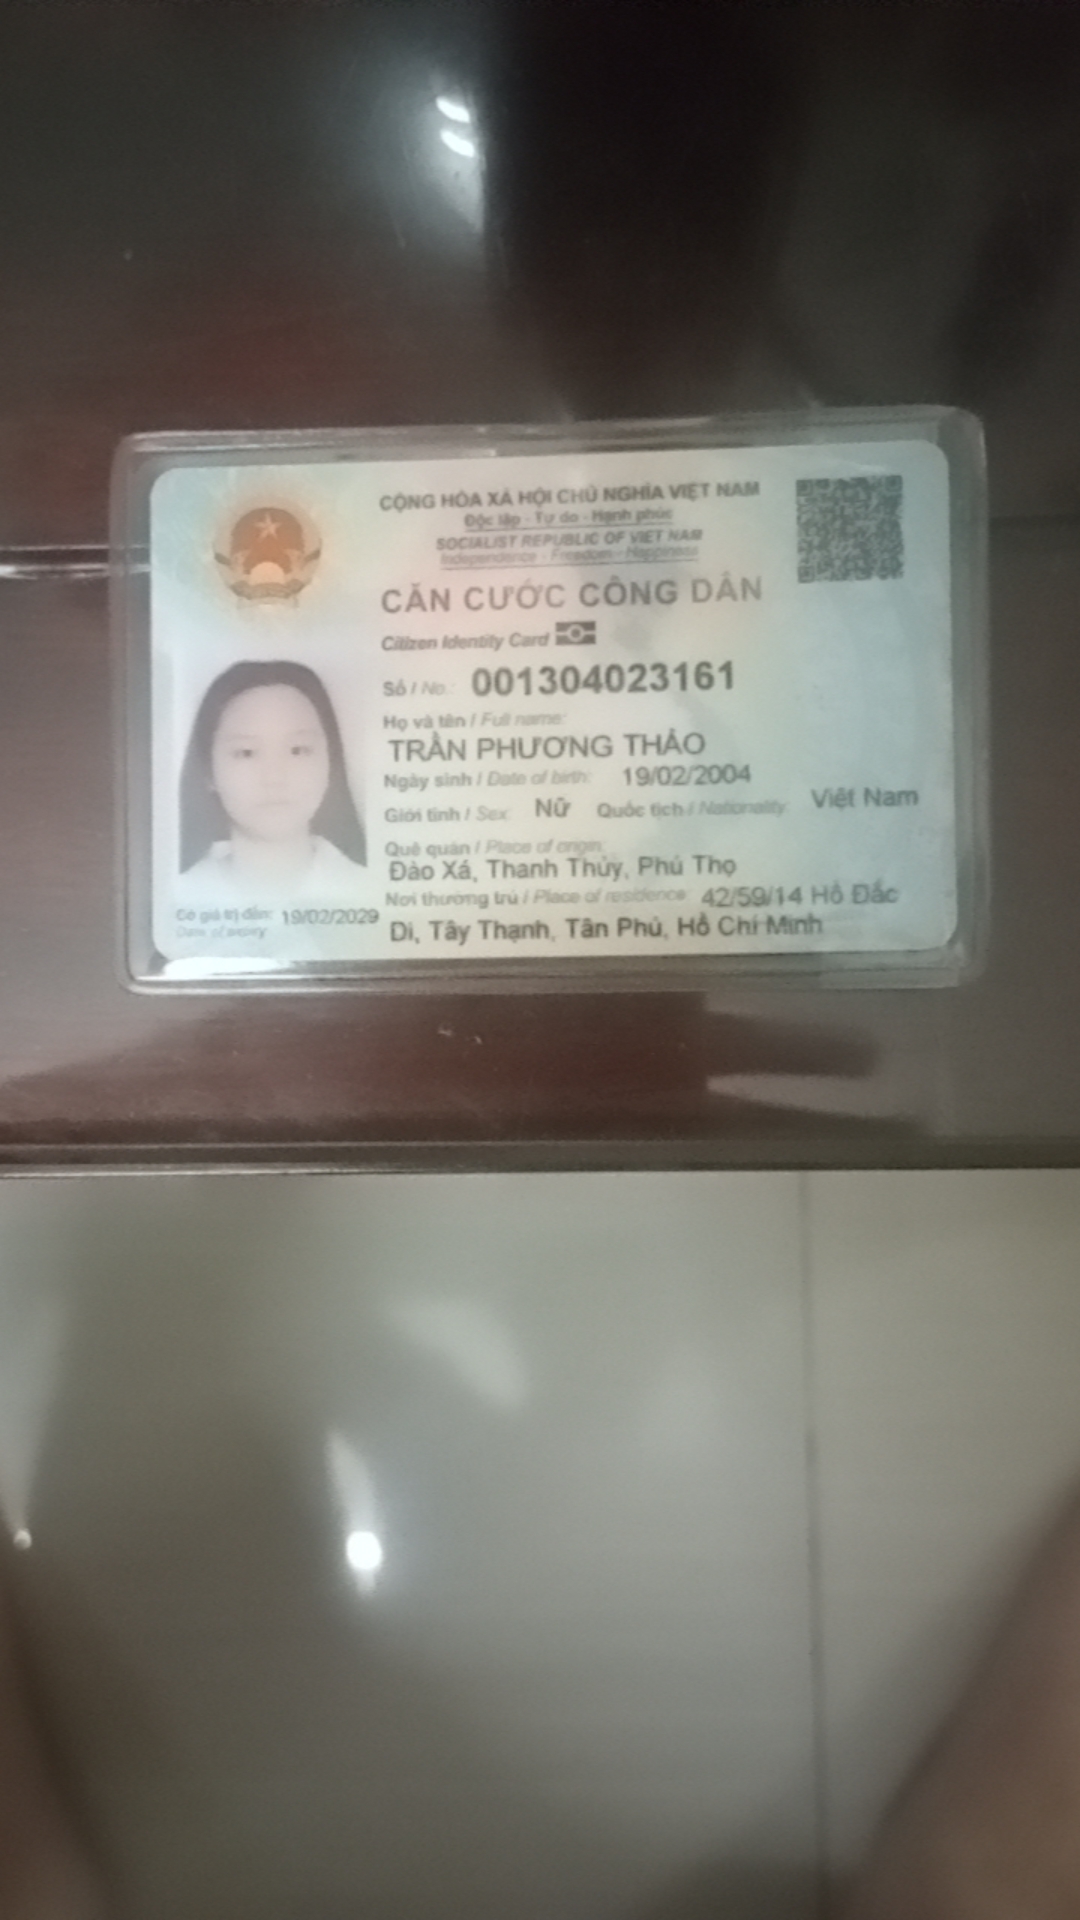 CỘNG HÒA XÃ HỘI CHỦ NGHĨA VIỆT NAM
Độc lập - Tự do - Hạnh phúc
SOCIALIST REPUBLIC OF VIET NAM
Independence - Freedom - Happiness
CĂN CƯỚC CÔNG DÂN
Citizen Identity Card
Số / No.: 001304023161
Họ và tên / Full name:
TRẦN PHƯƠNG THẢO
Ngày sinh / Date of birth: 19/02/2004
Giới tính / Sex: Nữ Quốc tịch / Nationality: Việt Nam
Quê quán / Place of origin:
Đào Xá, Thanh Thủy, Phú Thọ
Nơi thường trú / Place of residence: 42/59/14 Hồ Đắc
Di, Tây Thạnh, Tân Phú, Hồ Chí Minh
Có giá trị đến: 19/02/2029
Date of expiry